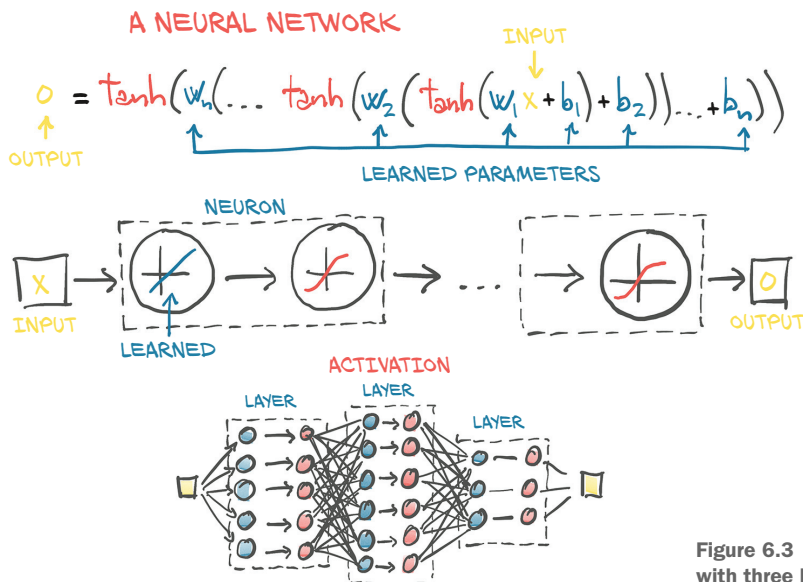 A NEURAL NETWORK
INPUT
o = tanh(wn(... tanh(w2(tanh(w1 x + b1) + b2))... + bn))
OUTPUT
LEARNED PARAMETERS
NEURON
x
o
INPUT
...
OUTPUT
LEARNED
ACTIVATION
LAYER
LAYER
LAYER
Figure 6.3
with three l